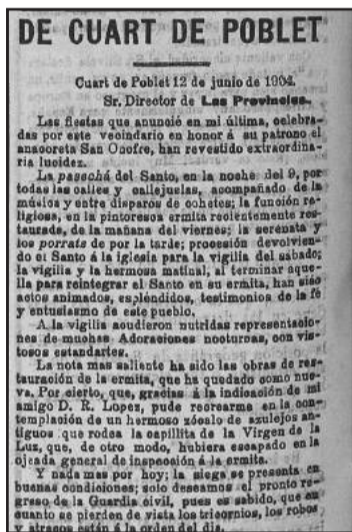 DE CUART DE POBLET
Cuart de Poblet 12 de junio de 1904.
Sr. Director de Las Provincias.
Las fiestas que anuncié en mi última, celebra-
das por este vecindario en honor á su patrono el
anacoreta San Onofre, han revestido extraordina-
ria lucidez.
La passechá del Santo, en la noche del 9, por
todas las calles y callejuelas, acompañado de la
música y entre disparos de cohetes; la función re-
ligiosa, en la pintoresca ermita recientemente res-
taurada, de la mañana del viernes; la serenata y
los porrats de por la tarde; procesión devolvien-
do el Santo á la iglesia para la vigilia del sábado;
la vigilia y la hermosa matinal, al terminar aque-
lla para reintegrar el Santo en su ermita, han sido
actos animados, espléndidos, testimonios de la fé
y entusiasmo de este pueblo.
A la vigilia acudieron nutridas representacio-
nes de muchas Adoraciones nocturnas, con vis-
tosos estandartes.
La nota mas saliente ha sido las obras de res-
tauración de la ermita, que ha quedado como nue-
va. Por cierto, que, gracias á la indicación de mi
amigo D. R. Lopez, pude recrearme en la con-
templación de un hermoso zócalo de azulejos an-
tiguos que rodea la capillita de la Virgen de la
Luz, que, de otro modo, hubiera escapado en la
ojeada general de inspección á la ermita.
Y nada mas por hoy; la siega se presenta en
buenas condiciones; solo deseamos el pronto re-
greso de la Guardia civil, pues es sabido, que en
cuanto se pierden de vista los tricornios, los robos
y atracos están á la orden del dia.